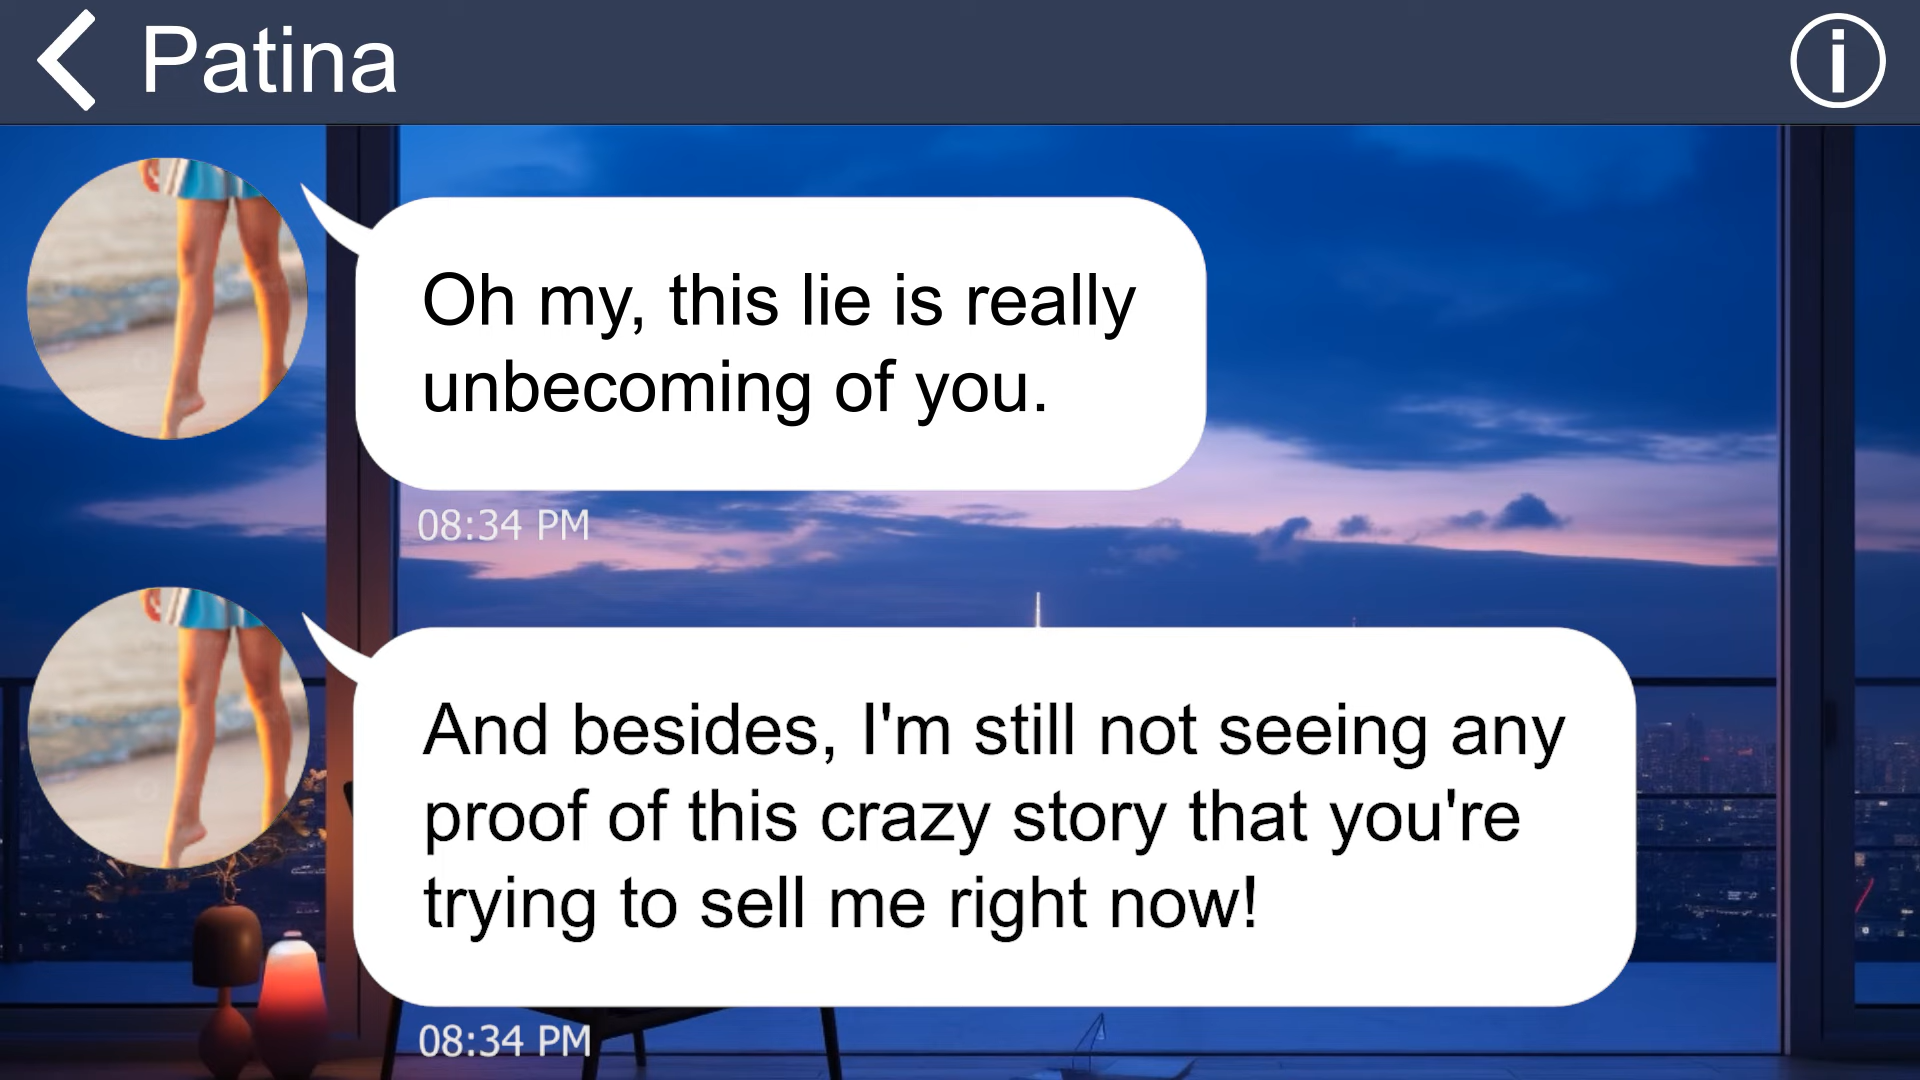 Patina
Oh my, this lie is really
unbecoming of you.
08:34 PM
And besides, I'm still not seeing any
proof of this crazy story that you're
trying to sell me right now!
08:34 PM